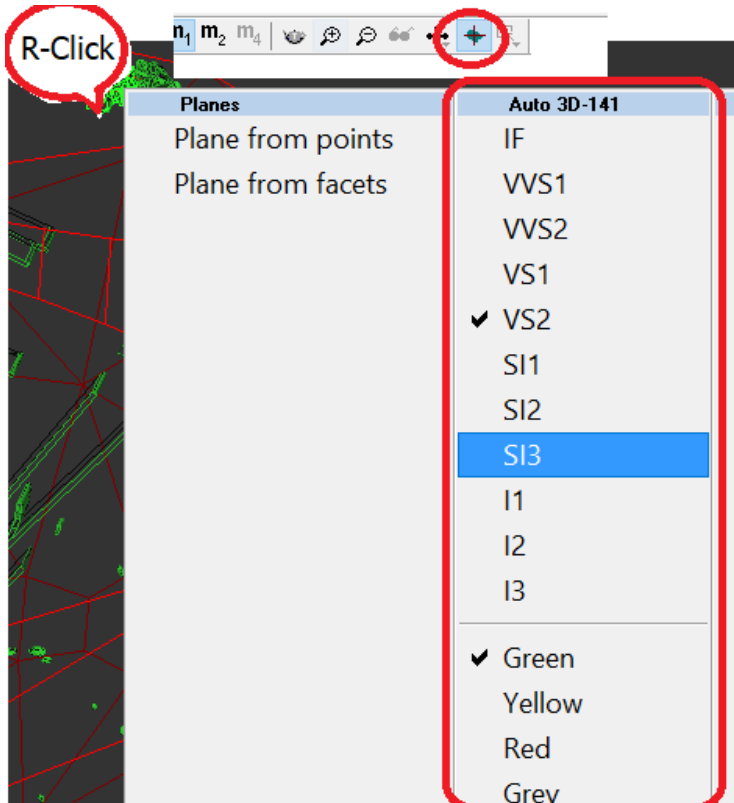 R-Click
m1 m2 m4
Planes
Plane from points
Plane from facets
Auto 3D-141
IF
VVS1
VVS2
VS1
VS2
SI1
SI2
SI3
I1
I2
I3
Green
Yellow
Red
Grey